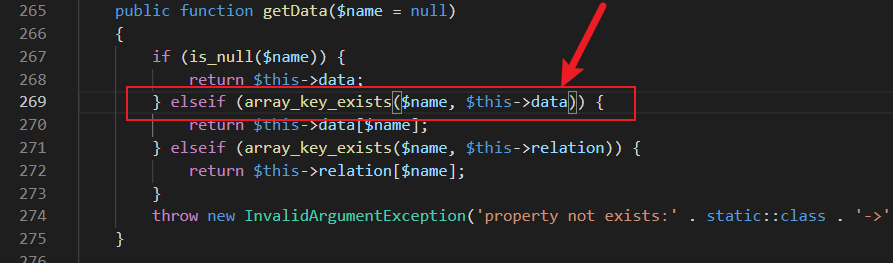 265 public function getData($name = null)
266 {
267 if (is_null($name)) {
268 return $this->data;
269 } elseif (array_key_exists($name, $this->data)) {
270 return $this->data[$name];
271 } elseif (array_key_exists($name, $this->relation)) {
272 return $this->relation[$name];
273 }
274 throw new InvalidArgumentException('property not exists:' . static::class . '->'
275 }
276